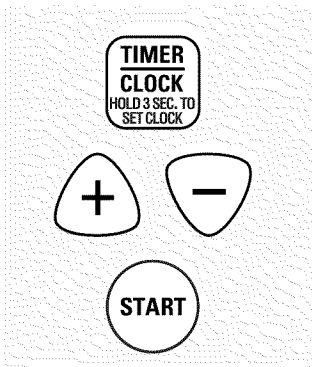 TIMER
CLOCK
HOLD 3 SEC. TO
SET CLOCK
+ −
START